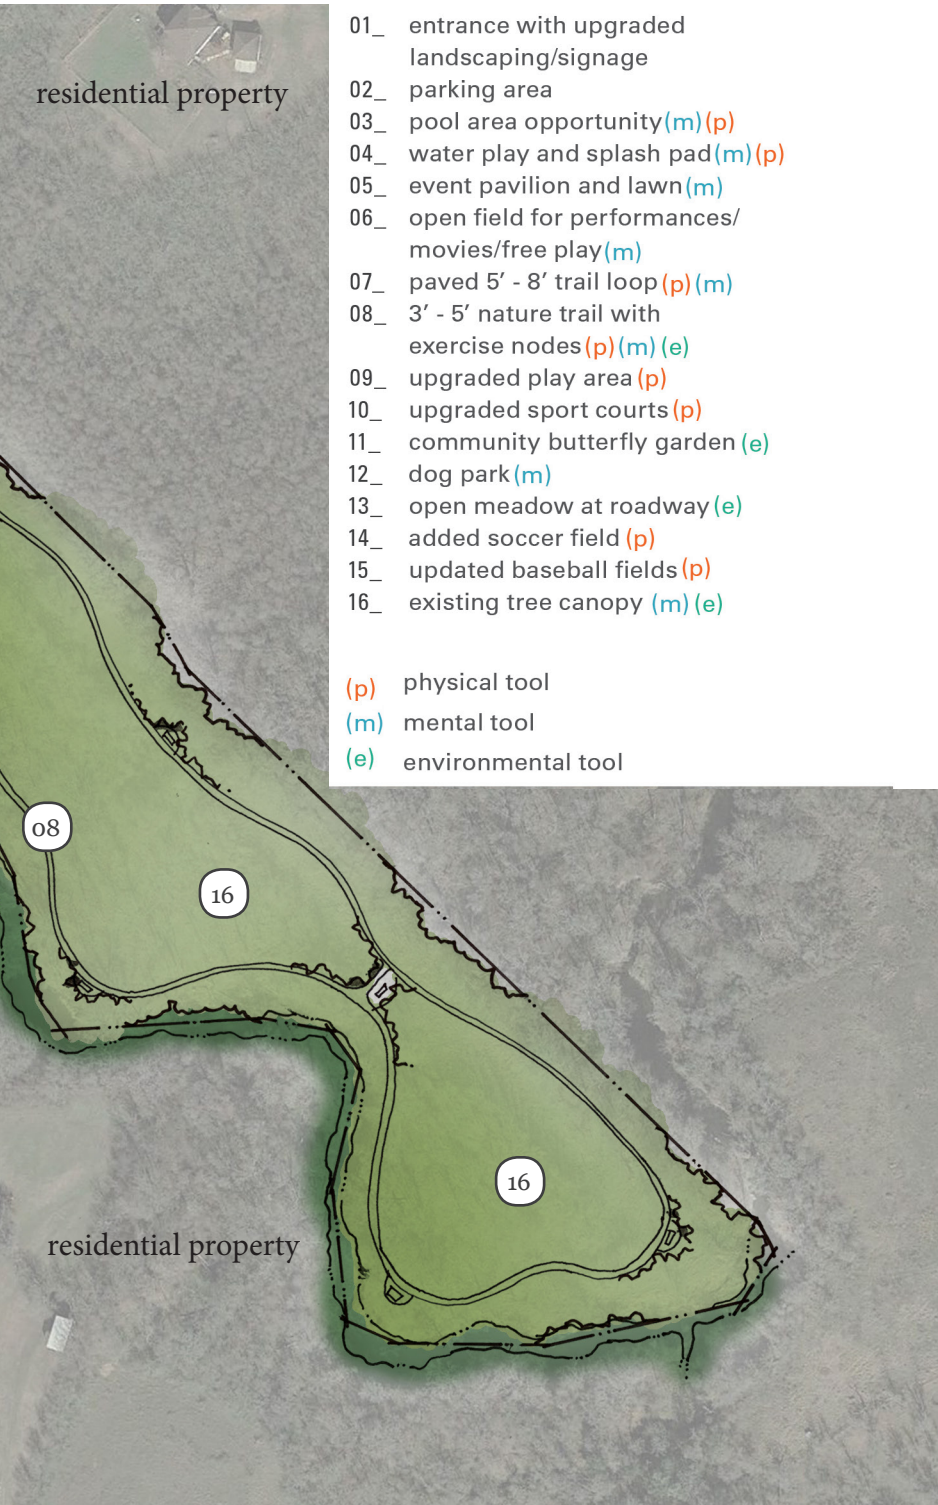 01_ entrance with upgraded
landscaping/signage
02_ parking area
03_ pool area opportunity (m) (p)
04_ water play and splash pad (m) (p)
05_ event pavilion and lawn (m)
06_ open field for performances/
movies/free play (m)
07_ paved 5’ - 8’ trail loop (p) (m)
08_ 3’ - 5’ nature trail with
exercise nodes (p) (m) (e)
09_ upgraded play area (p)
10_ upgraded sport courts (p)
11_ community butterfly garden (e)
12_ dog park (m)
13_ open meadow at roadway (e)
14_ added soccer field (p)
15_ updated baseball fields (p)
16_ existing tree canopy (m) (e)
(p) physical tool
(m) mental tool
(e) environmental tool
residential property
08
16
16
residential property